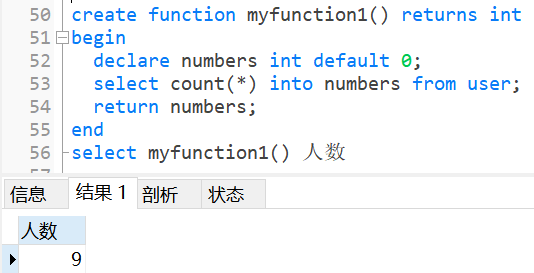 50 create function myfunction1() returns int
51 begin
52 declare numbers int default 0;
53 select count(*) into numbers from user;
54 return numbers;
55 end
56 select myfunction1() 人数
信息 结果 1 剖析 状态
人数
9